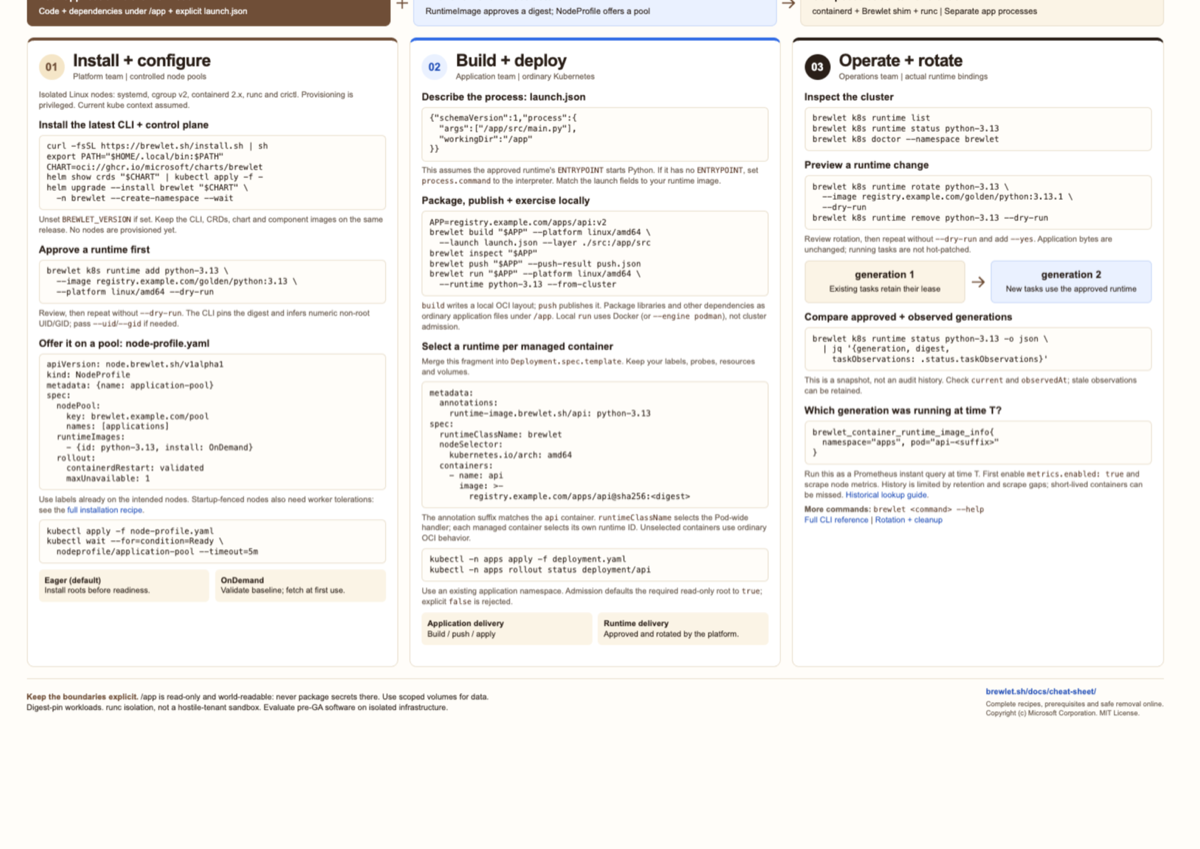 Code + dependencies under /app + explicit launch.json
+
RuntimeImage approves a digest; NodeProfile offers a pool
→
containerd + Brewlet shim + runc | Separate app processes
01
Install + configure
Platform team | controlled node pools
Isolated Linux nodes: systemd, cgroup v2, containerd 2.x, runc and crictl. Provisioning is
privileged. Current kube context assumed.
Install the latest CLI + control plane
curl -fsSL https://brewlet.sh/install.sh | sh
export PATH="$HOME/.local/bin:$PATH"
CHART=oci://ghcr.io/microsoft/charts/brewlet
helm show crds "$CHART" | kubectl apply -f -
helm upgrade --install brewlet "$CHART" \
-n brewlet --create-namespace --wait
Unset BREWLET_VERSION if set. Keep the CLI, CRDs, chart and component images on the same
release. No nodes are provisioned yet.
Approve a runtime first
brewlet k8s runtime add python-3.13 \
--image registry.example.com/golden/python:3.13 \
--platform linux/amd64 --dry-run
Review, then repeat without --dry-run. The CLI pins the digest and infers numeric non-root
UID/GID; pass --uid/--gid if needed.
Offer it on a pool: node-profile.yaml
apiVersion: node.brewlet.sh/v1alpha1
kind: NodeProfile
metadata: {name: application-pool}
spec:
nodePool:
key: brewlet.example.com/pool
names: [applications]
runtimeImages:
- {id: python-3.13, install: OnDemand}
rollout:
containerdRestart: validated
maxUnavailable: 1
Use labels already on the intended nodes. Startup-fenced nodes also need worker tolerations:
see the full installation recipe.
kubectl apply -f node-profile.yaml
kubectl wait --for=condition=Ready \
nodeprofile/application-pool --timeout=5m
Eager (default)
Install roots before readiness.
OnDemand
Validate baseline; fetch at first use.
02
Build + deploy
Application team | ordinary Kubernetes
Describe the process: launch.json
{"schemaVersion":1,"process":{
"args":["/app/src/main.py"],
"workingDir":"/app"
}}
This assumes the approved runtime's ENTRYPOINT starts Python. If it has no ENTRYPOINT, set
process.command to the interpreter. Match the launch fields to your runtime image.
Package, publish + exercise locally
APP=registry.example.com/apps/api:v2
brewlet build "$APP" --platform linux/amd64 \
--launch launch.json --layer ./src:/app/src
brewlet inspect "$APP"
brewlet push "$APP" --push-result push.json
brewlet run "$APP" --platform linux/amd64 \
--runtime python-3.13 --from-cluster
build writes a local OCI layout; push publishes it. Package libraries and other dependencies as
ordinary application files under /app. Local run uses Docker (or --engine podman), not cluster
admission.
Select a runtime per managed container
Merge this fragment into Deployment.spec.template. Keep your labels, probes, resources
and volumes.
metadata:
annotations:
runtime-image.brewlet.sh/api: python-3.13
spec:
runtimeClassName: brewlet
nodeSelector:
kubernetes.io/arch: amd64
containers:
- name: api
image: >-
registry.example.com/apps/api@sha256:<digest>
The annotation suffix matches the api container. runtimeClassName selects the Pod-wide
handler; each managed container selects its own runtime ID. Unselected containers use ordinary
OCI behavior.
kubectl -n apps apply -f deployment.yaml
kubectl -n apps rollout status deployment/api
Use an existing application namespace. Admission defaults the required read-only root to true;
explicit false is rejected.
Application delivery
Build / push / apply
Runtime delivery
Approved and rotated by the platform.
03
Operate + rotate
Operations team | actual runtime bindings
Inspect the cluster
brewlet k8s runtime list
brewlet k8s runtime status python-3.13
brewlet k8s doctor --namespace brewlet
Preview a runtime change
brewlet k8s runtime rotate python-3.13 \
--image registry.example.com/golden/python:3.13.1 \
--dry-run
brewlet k8s runtime remove python-3.13 --dry-run
Review rotation, then repeat without --dry-run and add --yes. Application bytes are
unchanged; running tasks are not hot-patched.
generation 1
Existing tasks retain their lease
→
generation 2
New tasks use the approved runtime
Compare approved + observed generations
brewlet k8s runtime status python-3.13 -o json \
| jq '{generation, digest,
taskObservations: .status.taskObservations}'
This is a snapshot, not an audit history. Check current and observedAt; stale observations
can be retained.
Which generation was running at time T?
brewlet_container_runtime_image_info{
namespace="apps", pod="api-<suffix>"
}
Run this as a Prometheus instant query at time T. First enable metrics.enabled: true and
scrape node metrics. History is limited by retention and scrape gaps; short-lived containers can
be missed. Historical lookup guide.
More commands: brewlet <command> --help
Full CLI reference | Rotation + cleanup
Keep the boundaries explicit. /app is read-only and world-readable: never package secrets there. Use scoped volumes for data.
Digest-pin workloads. runc isolation, not a hostile-tenant sandbox. Evaluate pre-GA software on isolated infrastructure.
brewlet.sh/docs/cheat-sheet/
Complete recipes, prerequisites and safe removal online.
Copyright (c) Microsoft Corporation. MIT License.